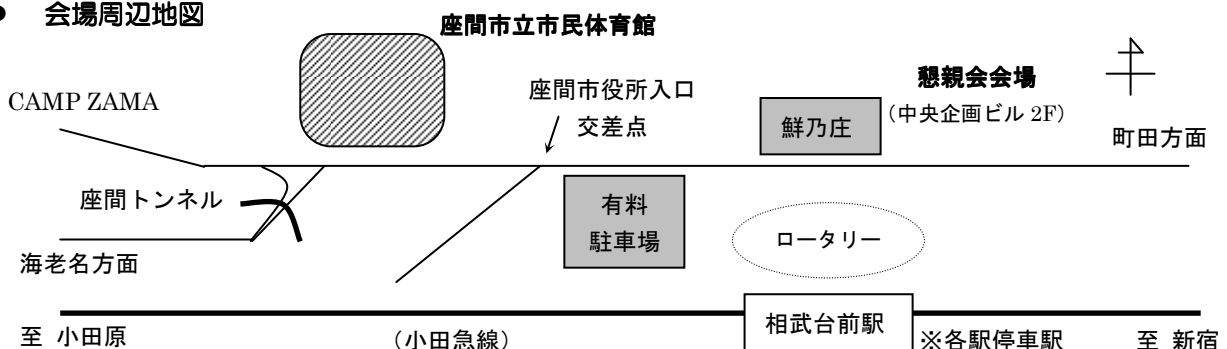 ● 会場周辺地図
座間市立市民体育館
懇親会会場
(中央企画ビル 2F)
CAMP ZAMA
座間市役所入口
交差点
鮮乃庄
町田方面
座間トンネル
有料
駐車場
ロータリー
海老名方面
相武台前駅
至 小田原
(小田急線)
※各駅停車駅
至 新宿